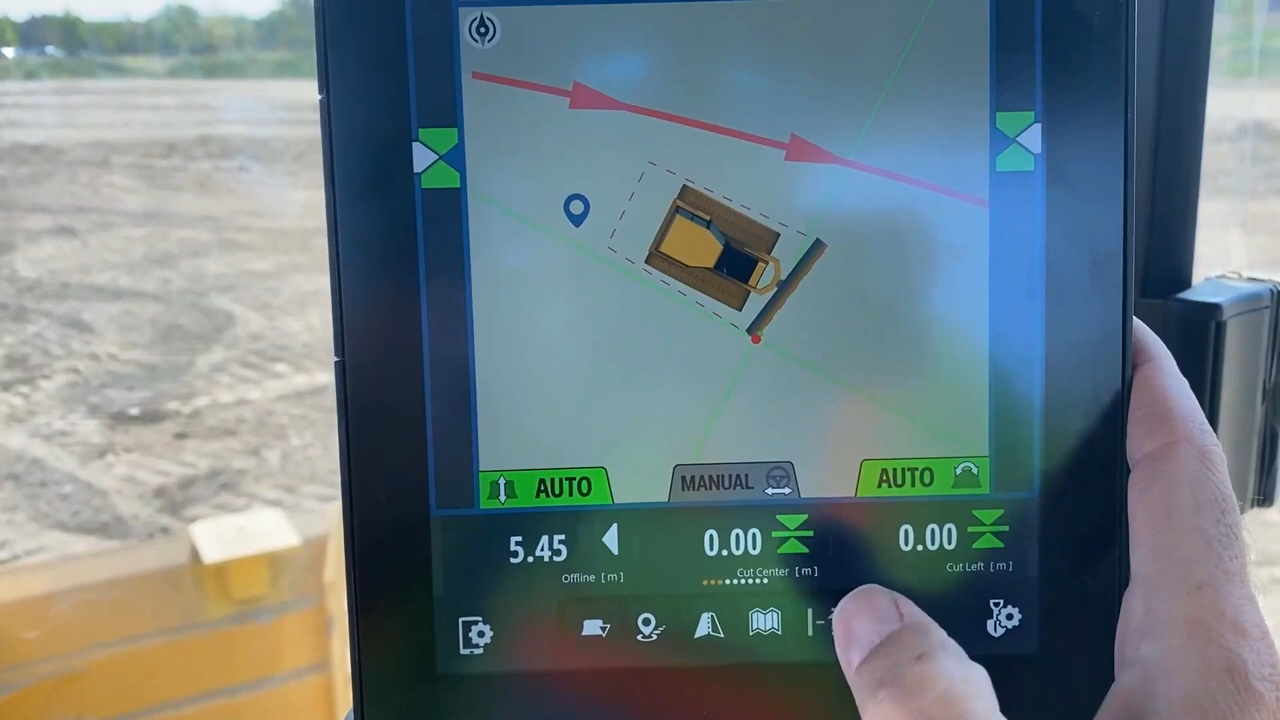 AUTO
MANUAL
AUTO
5.45
0.00
0.00
Offline [m]
Cut Center [m]
Cut Left [m]